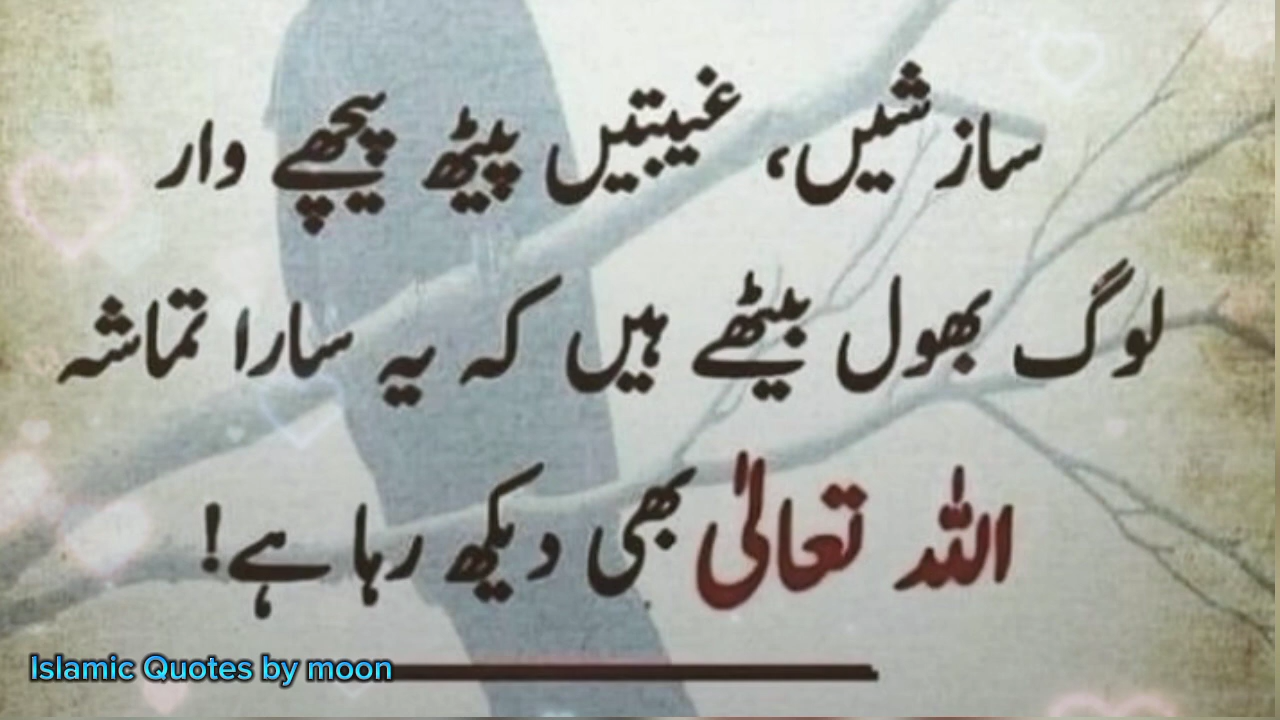 سازشیں، غیبتیں پیٹھ پیچھے وار
لوگ بھول بیٹھے ہیں کہ یہ سارا تماشہ
اللہ تعالیٰ بھی دیکھ رہا ہے!
Islamic Quotes by moon